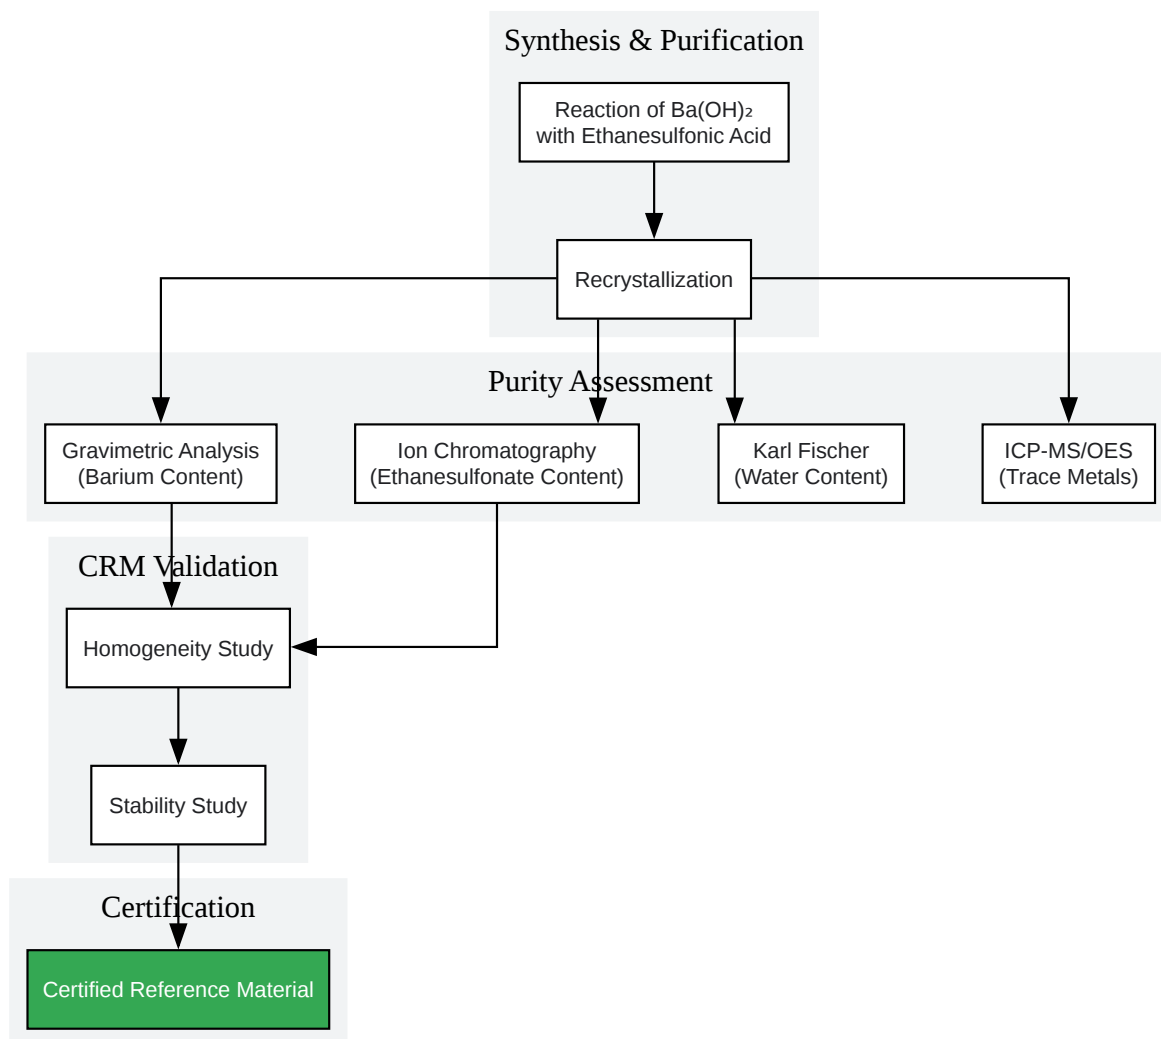 Synthesis & Purification
Reaction of Ba(OH)₂
with Ethanesulfonic Acid
Recrystallization
Purity Assessment
Gravimetric Analysis
(Barium Content)
Ion Chromatography
(Ethanesulfonate Content)
Karl Fischer
(Water Content)
ICP-MS/OES
(Trace Metals)
CRM Validation
Homogeneity Study
Stability Study
Certification
Certified Reference Material